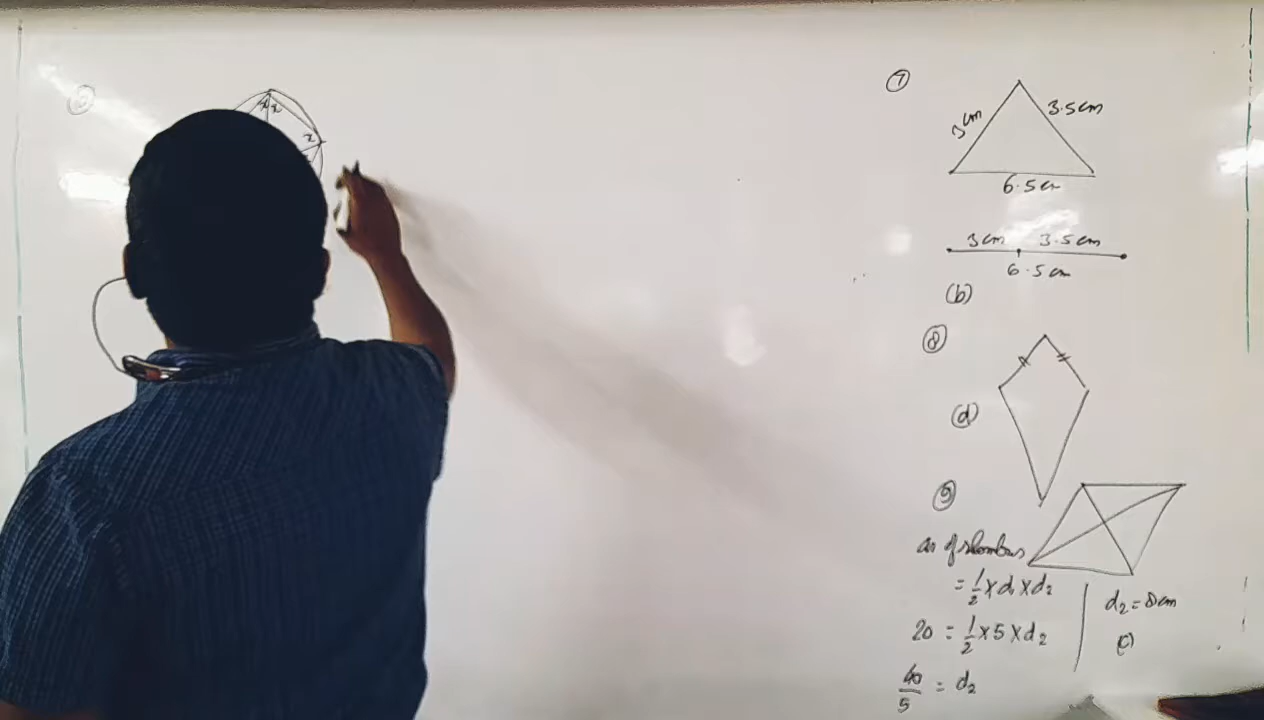 x x
x
7
3cm 3.5cm
6.5cm
3cm 3.5cm
6.5cm
(b)
8
(d)
9
ar of rhombus
= 1/2 × d₁ × d₂
20 = 1/2 × 5 × d₂
40/5 = d₂
d₂ = 8cm
(c)